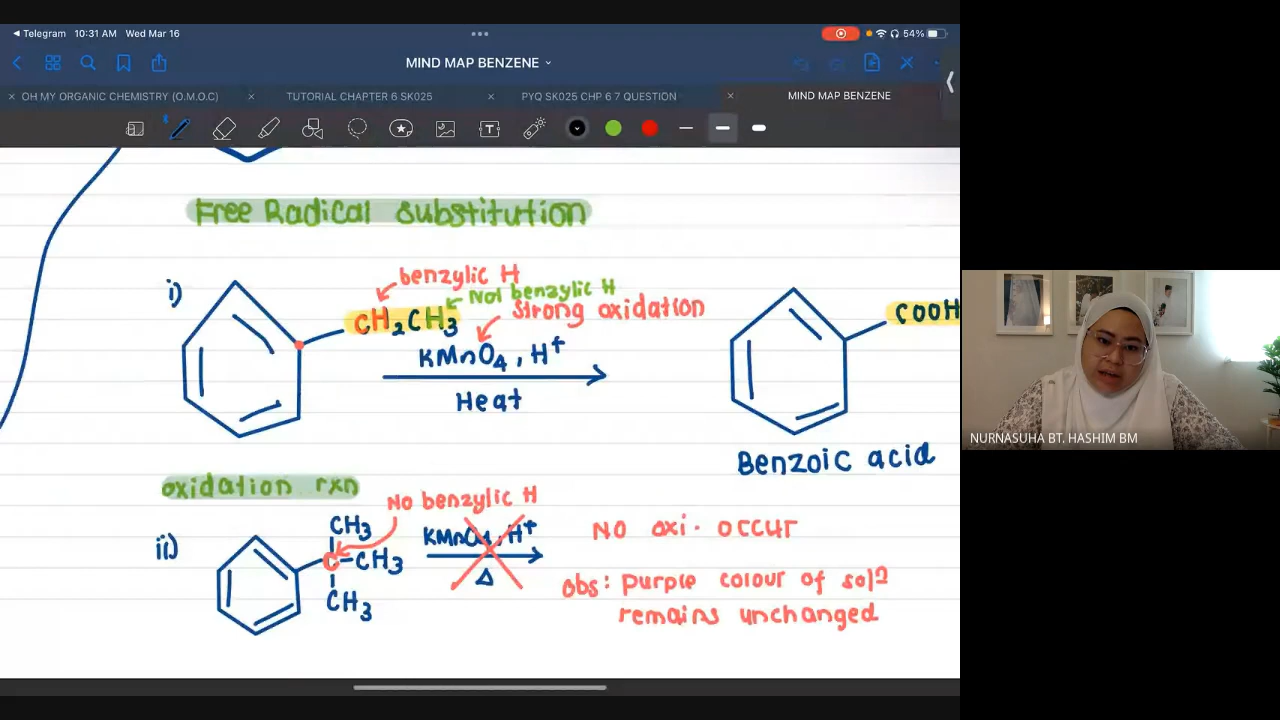 Telegram 10:31 AM Wed Mar 16
54%
MIND MAP BENZENE
OH MY ORGANIC CHEMISTRY (O.M.O.C)
TUTORIAL CHAPTER 6 SK025
PYQ SK025 CHP 6 7 QUESTION
MIND MAP BENZENE
Free Radical Substitution
i)
benzylic H
Not benzylic H
CH₂CH₃
Strong oxidation
KMnO₄, H⁺
Heat
COOH
Benzoic acid
oxidation rxn
ii)
No benzylic H
CH₃
C-CH₃
CH₃
KMnO₄, H⁺
Δ
NO oxi. occur
Obs: purple colour of solⁿ
remains unchanged
NURNASUHA BT. HASHIM BM